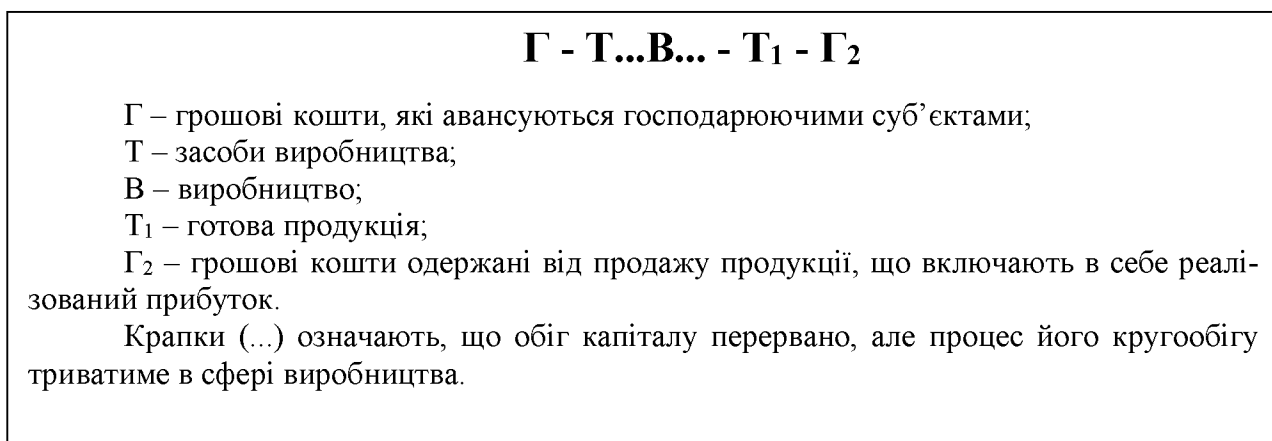 Г - Т...В... - Т₁ - Г₂
Г – грошові кошти, які авансуються господарюючими суб’єктами;
Т – засоби виробництва;
В – виробництво;
Т₁ – готова продукція;
Г₂ – грошові кошти одержані від продажу продукції, що включають в себе реалі-
зований прибуток.
Крапки (...) означають, що обіг капіталу перервано, але процес його кругообігу
триватиме в сфері виробництва.